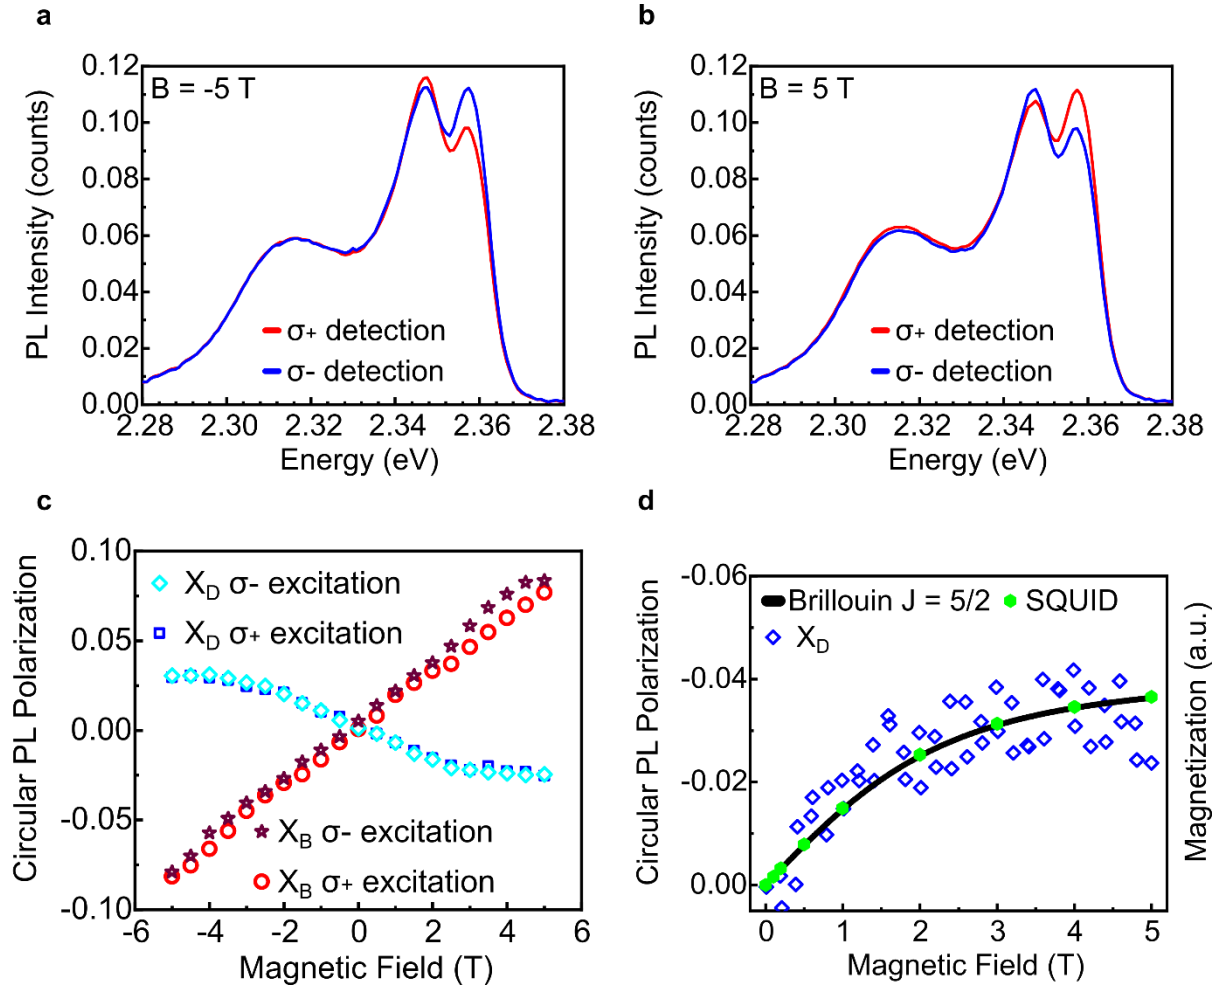 a
B = -5 T
PL Intensity (counts)
0.12
0.10
0.08
0.06
0.04
0.02
0.00
σ+ detection
σ- detection
2.28 2.30 2.32 2.34 2.36 2.38
Energy (eV)
b
B = 5 T
PL Intensity (counts)
0.12
0.10
0.08
0.06
0.04
0.02
0.00
σ+ detection
σ- detection
2.28 2.30 2.32 2.34 2.36 2.38
Energy (eV)
c
Circular PL Polarization
0.10
0.05
0.00
-0.05
-0.10
X_D σ- excitation
X_D σ+ excitation
X_B σ- excitation
X_B σ+ excitation
-6 -4 -2 0 2 4 6
Magnetic Field (T)
d
Circular PL Polarization
-0.06
-0.04
-0.02
0.00
Brillouin J = 5/2 SQUID
X_D
Magnetization (a.u.)
0 1 2 3 4 5
Magnetic Field (T)